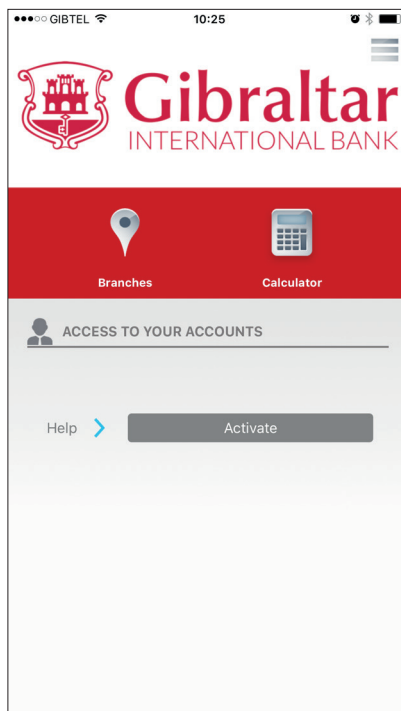 GIBTEL 10:25
Gibraltar
INTERNATIONAL BANK
Branches Calculator
ACCESS TO YOUR ACCOUNTS
Help Activate